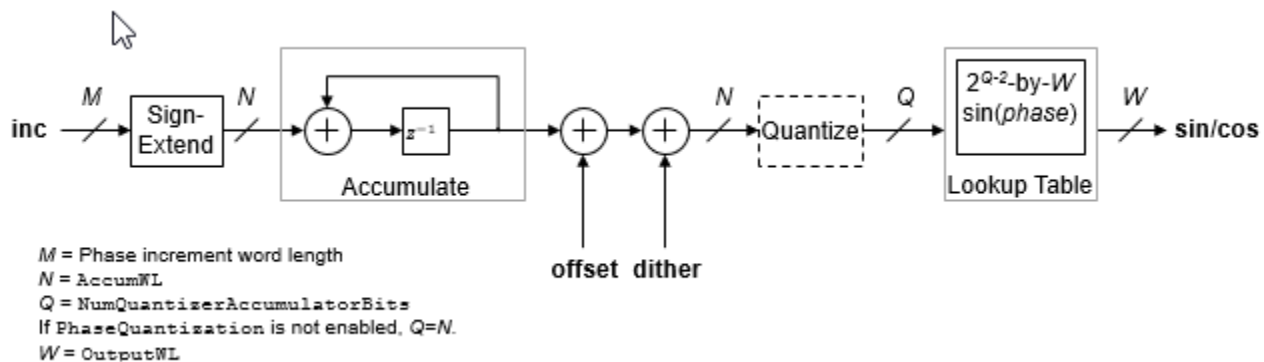 M N N Q W
inc Sign-Extend + z⁻¹ + + Quantize 2^Q-2-by-W sin(phase) sin/cos
Accumulate Lookup Table
offset dither
M = Phase increment word length
N = AccumWL
Q = NumQuantizerAccumulatorBits
If PhaseQuantization is not enabled, Q=N.
W = OutputWL